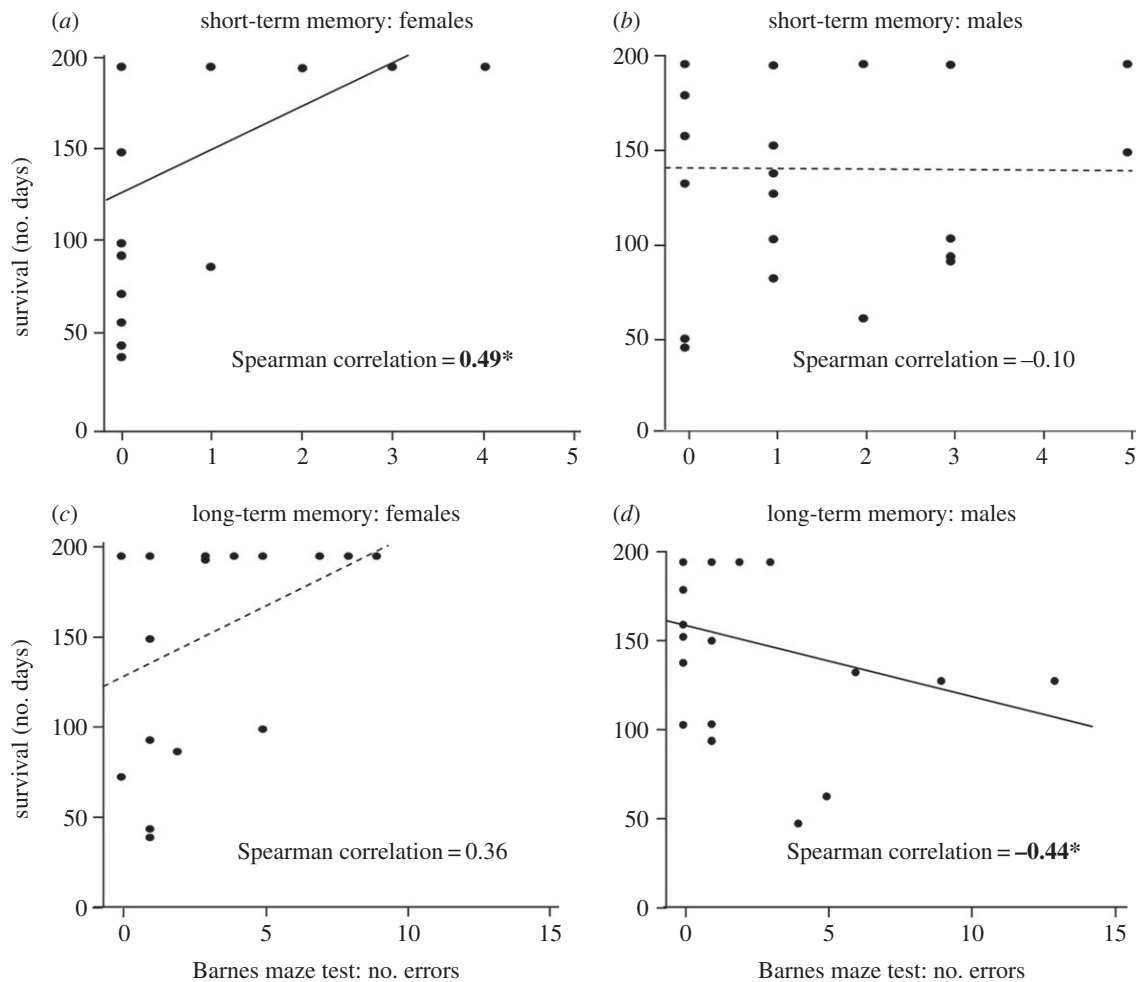 (a) short-term memory: females
(b) short-term memory: males
survival (no. days)
200
150
100
50
0
Spearman correlation = 0.49*
0 1 2 3 4 5
200
150
100
50
0
Spearman correlation = –0.10
0 1 2 3 4 5
(c) long-term memory: females
(d) long-term memory: males
survival (no. days)
200
150
100
50
0
Spearman correlation = 0.36
0 5 10 15
Barnes maze test: no. errors
200
150
100
50
0
Spearman correlation = –0.44*
0 5 10 15
Barnes maze test: no. errors